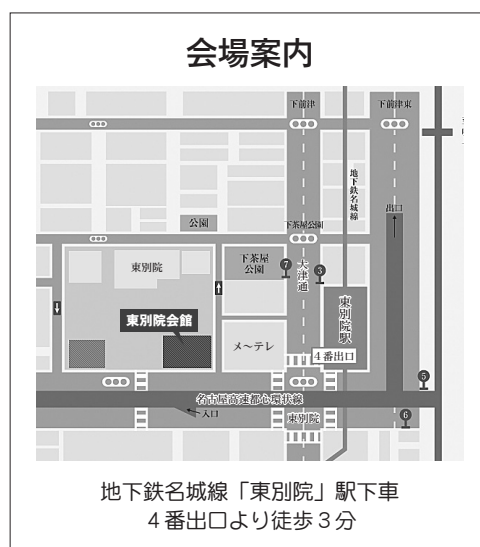 会場案内
下前津
下前津東
地下鉄名城線
出口
公園
下茶屋公園
東別院
下茶屋
公園
7
大津通
3
東別院会館
東別院駅
メ〜テレ
4番出口
5
名古屋高速都心環状線
入口
東別院
6
地下鉄名城線「東別院」駅下車
4番出口より徒歩3分